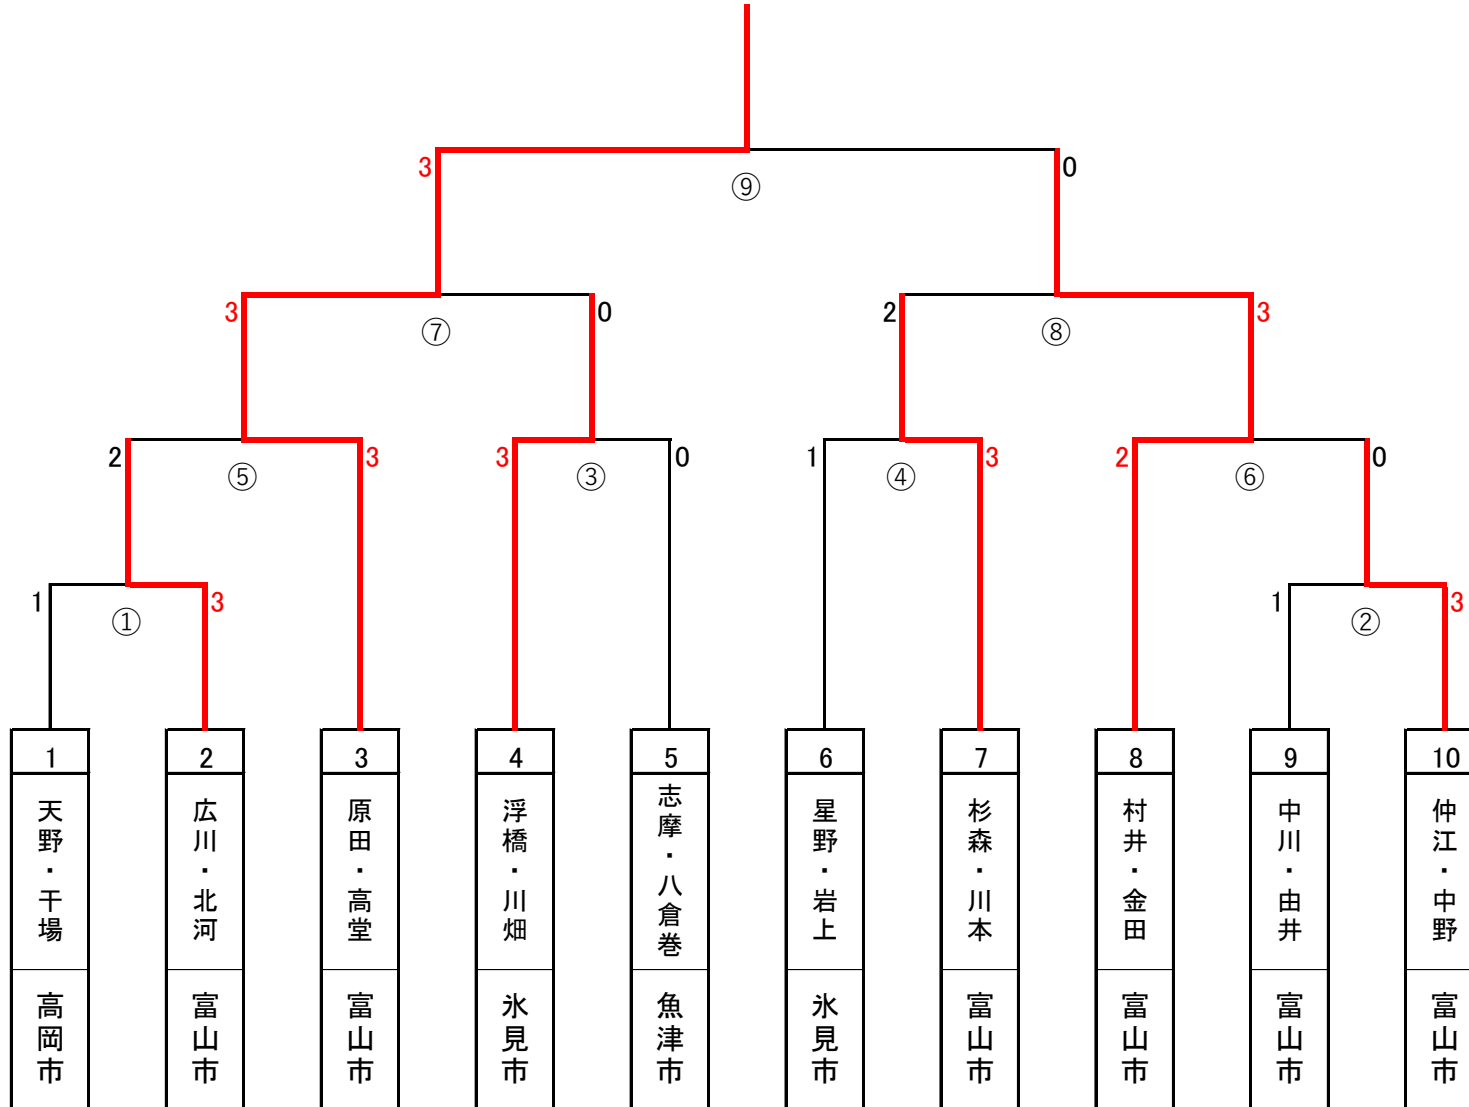 3 0
⑨
3 0 2 3
⑦ ⑧
2 3 3 0 1 3 2 0
⑤ ③ ④ ⑥
1 3 1 3
① ②
1 2 3 4 5 6 7 8 9 10
天野・干場
広川・北河
原田・高堂
浮橋・川畑
志摩・八倉巻
星野・岩上
杉森・川本
村井・金田
中川・由井
仲江・中野
高岡市
富山市
富山市
氷見市
魚津市
氷見市
富山市
富山市
富山市
富山市